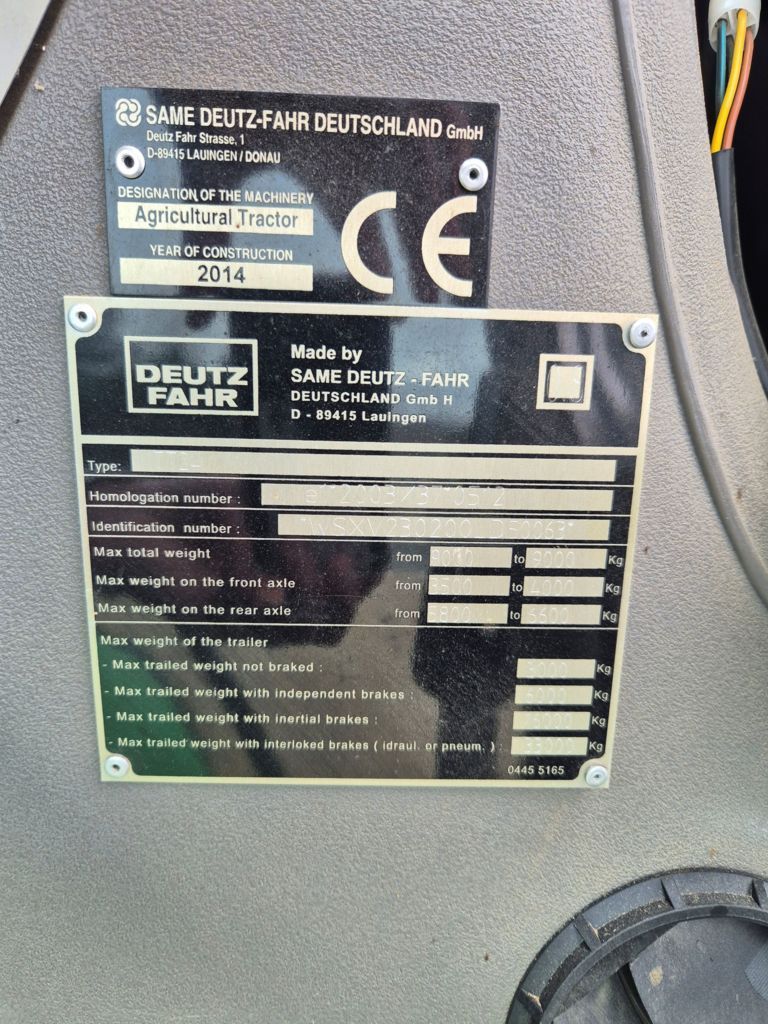 SAME DEUTZ-FAHR DEUTSCHLAND GmbH
Deutz Fahr Strasse, 1
D-89415 LAUINGEN / DONAU
DESIGNATION OF THE MACHINERY
Agricultural Tractor
YEAR OF CONSTRUCTION
2014
CE
DEUTZ
FAHR
Made by
SAME DEUTZ - FAHR
DEUTSCHLAND Gmb H
D - 89415 Lauingen
Type:
Homologation number :
Identification number :
Max total weight from to 9000 Kg
Max weight on the front axle from to 4000 Kg
Max weight on the rear axle from to Kg
Max weight of the trailer
- Max trailed weight not braked : Kg
- Max trailed weight with independent brakes : Kg
- Max trailed weight with inertial brakes : Kg
- Max trailed weight with interloked brakes ( idraul. or pneum. ) : Kg
0445 5165